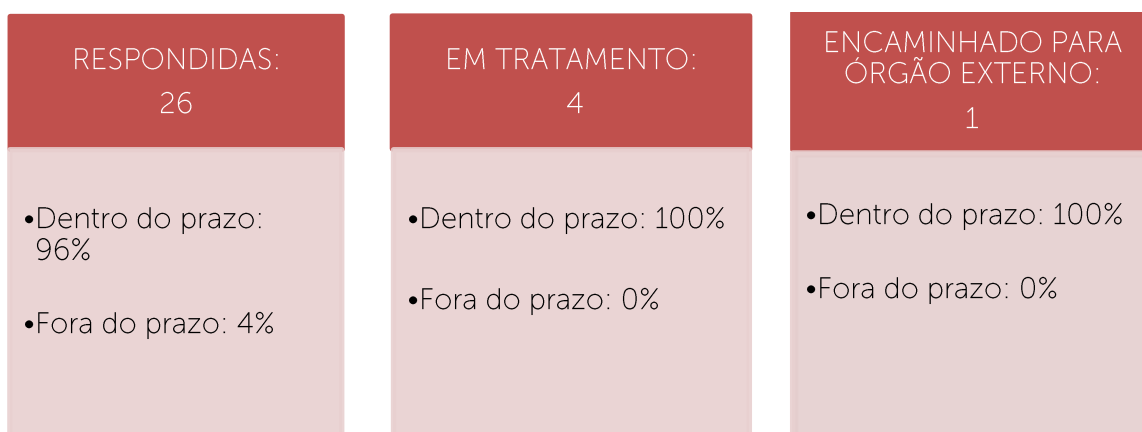 RESPONDIDAS:
26
•Dentro do prazo:
96%
•Fora do prazo: 4%
EM TRATAMENTO:
4
•Dentro do prazo: 100%
•Fora do prazo: 0%
ENCAMINHADO PARA
ÓRGÃO EXTERNO:
1
•Dentro do prazo: 100%
•Fora do prazo: 0%